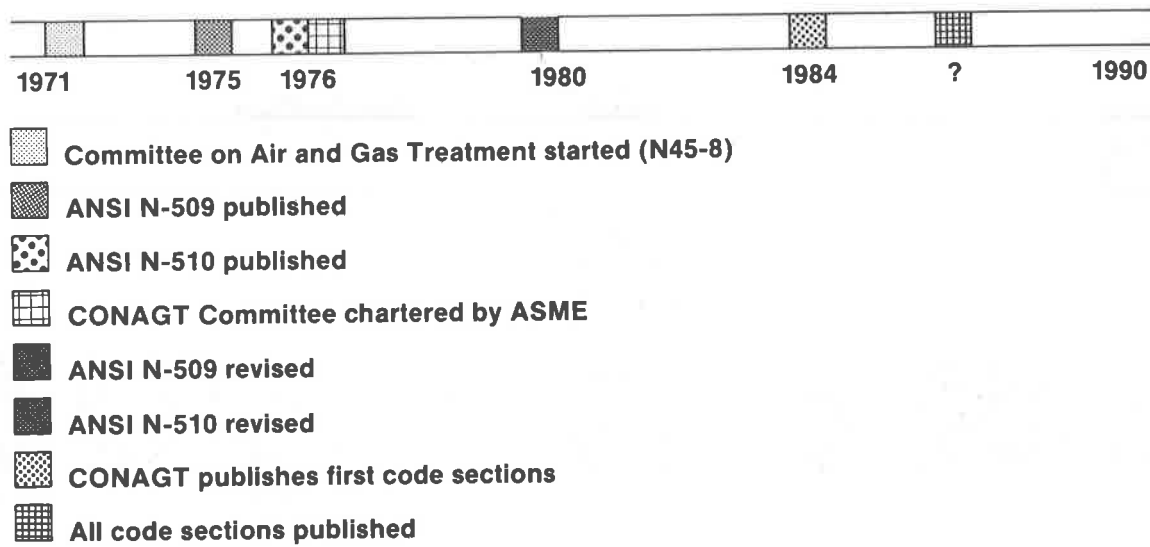 1971 1975 1976 1980 1984 ? 1990
Committee on Air and Gas Treatment started (N45-8)
ANSI N-509 published
ANSI N-510 published
CONAGT Committee chartered by ASME
ANSI N-509 revised
ANSI N-510 revised
CONAGT publishes first code sections
All code sections published